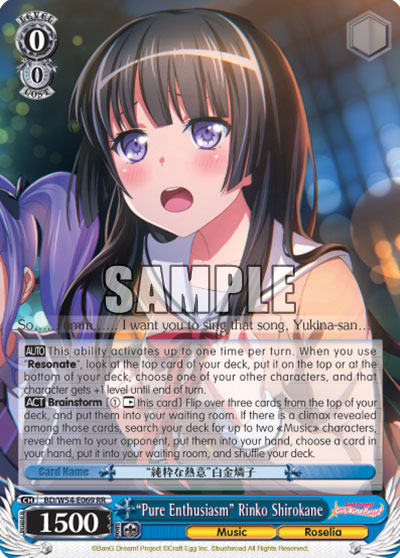 LEVEL
0
0
COST
SAMPLE
So……, umm…… I want you to sing that song, Yukina-san…
AUTO This ability activates up to one time per turn. When you use
"Resonate", look at the top card of your deck, put it on the top or at the
bottom of your deck, choose one of your other characters, and that
character gets +1 level until end of turn.
ACT Brainstorm [① this card] Flip over three cards from the top of your
deck, and put them into your waiting room. If there is a climax revealed
among those cards, search your deck for up to two «Music» characters,
reveal them to your opponent, put them into your hand, choose a card in
your hand, put it into your waiting room, and shuffle your deck.
Card Name
"純粋な熱意"白金燐子
CH
BD/W54-E069 RR
"Pure Enthusiasm" Rinko Shirokane
POWER
1500
Music
Roselia
©BanG Dream! Project ©Craft Egg Inc. ©bushiroad All Rights Reserved.